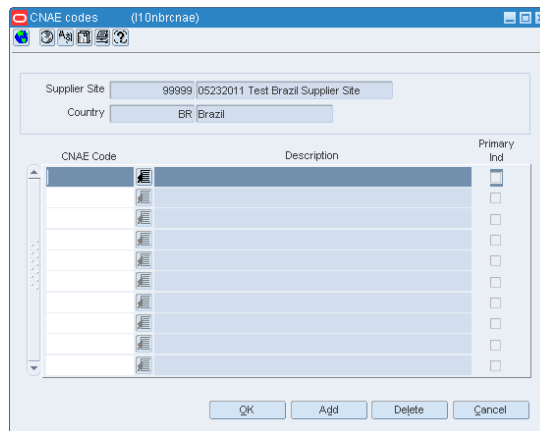 CNAE codes (l10nbrcnae)
Supplier Site 99999 05232011 Test Brazil Supplier Site
Country BR Brazil
CNAE Code Description Primary Ind
OK Add Delete Cancel